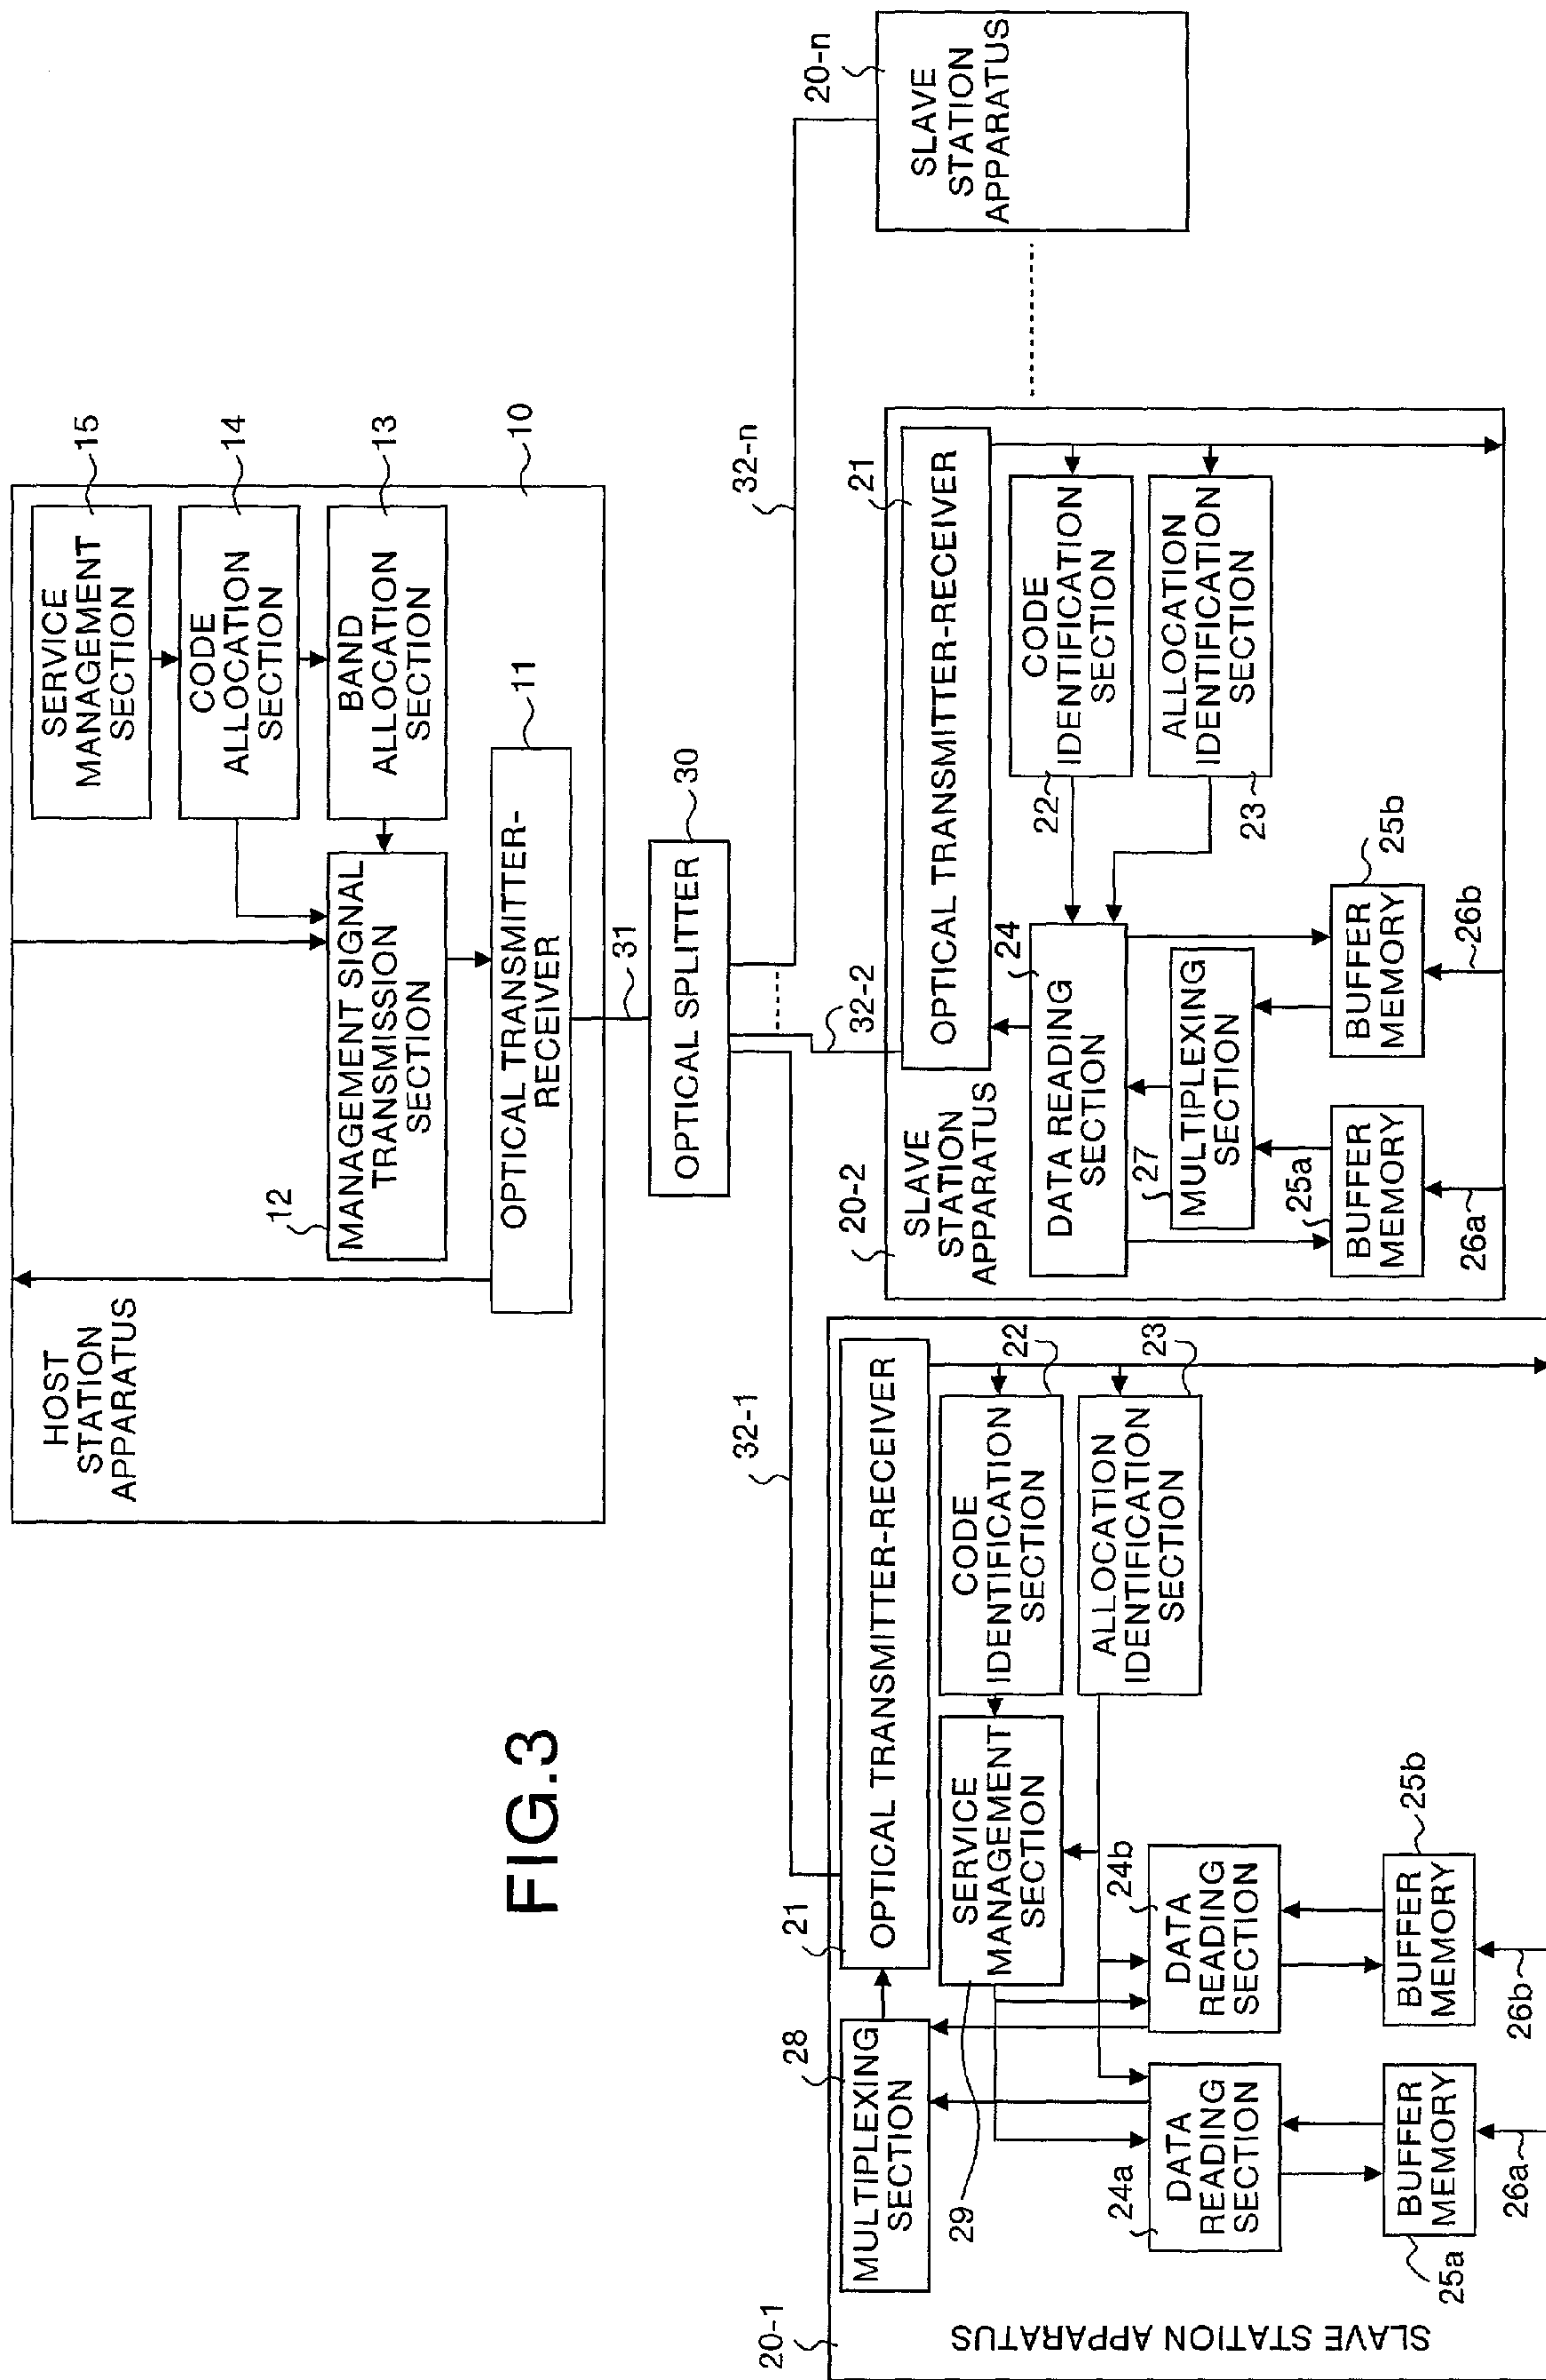 FIG.3
HOST
STATION
APPARATUS
SERVICE
MANAGEMENT
SECTION
15
CODE
ALLOCATION
SECTION
14
BAND
ALLOCATION
SECTION
13
10
12
MANAGEMENT SIGNAL
TRANSMISSION
SECTION
OPTICAL TRANSMITTER-
RECEIVER
11
31
OPTICAL SPLITTER
30
32-1
32-2
32-n
20-1
SLAVE STATION APPARATUS
MULTIPLEXING
SECTION
28
21
OPTICAL TRANSMITTER-RECEIVER
SERVICE
MANAGEMENT
SECTION
29
CODE
IDENTIFICATION
SECTION
22
ALLOCATION
IDENTIFICATION
SECTION
23
24a
DATA
READING
SECTION
24b
DATA
READING
SECTION
25a
BUFFER
MEMORY
25b
BUFFER
MEMORY
26a
26b
20-2
SLAVE
STATION
APPARATUS
OPTICAL TRANSMITTER-RECEIVER
21
24
DATA READING
SECTION
CODE
IDENTIFICATION
SECTION
22
ALLOCATION
IDENTIFICATION
SECTION
23
27
MULTIPLEXING
SECTION
25a
BUFFER
MEMORY
25b
BUFFER
MEMORY
26a
26b
20-n
SLAVE
STATION
APPARATUS